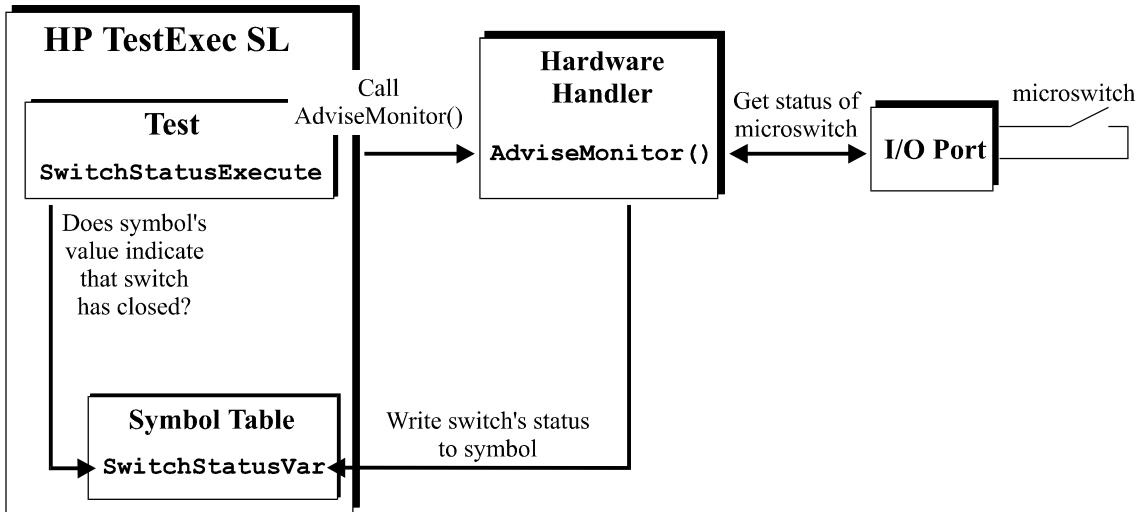 HP TestExec SL
Test
SwitchStatusExecute
Call
AdviseMonitor()
Hardware
Handler
AdviseMonitor()
Get status of
microswitch
I/O Port
microswitch
Does symbol's
value indicate
that switch
has closed?
Symbol Table
SwitchStatusVar
Write switch's status
to symbol